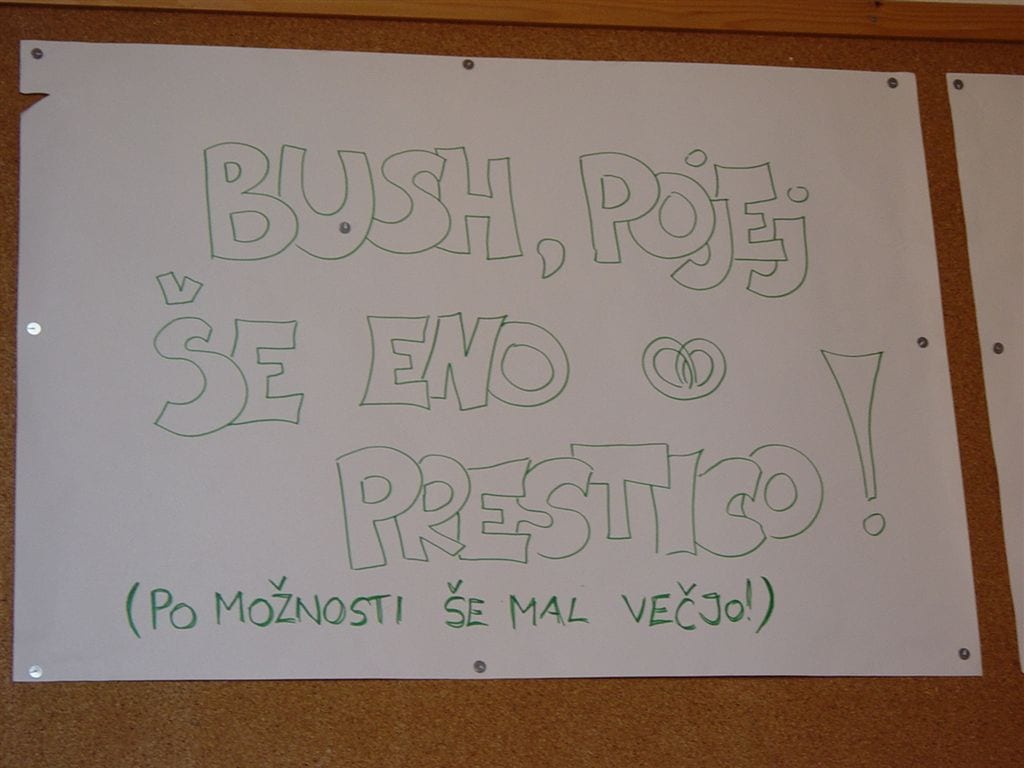 BUSH, POJEJ
ŠE ENO
PRESTICO!
(PO MOŽNOSTI ŠE MAL VEČJO!)